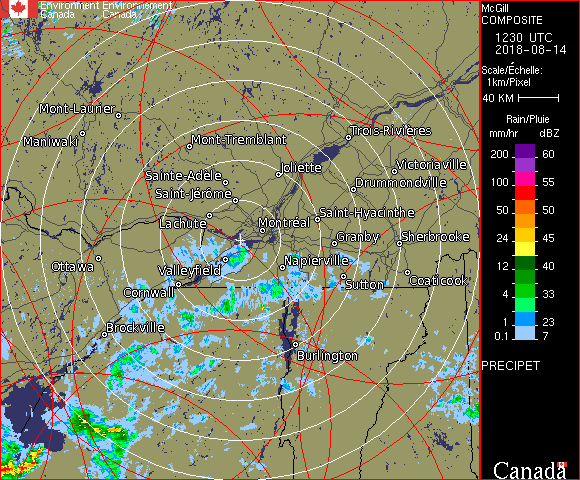 Environment Environnement
Canada Canada
Mont-Laurier
Maniwaki
Mont-Tremblant
Trois-Rivières
Sainte-Adèle
Joliette
Victoriaville
Saint-Jérôme
Drummondville
Lachute
Montréal
Saint-Hyacinthe
Granby
Sherbrooke
Ottawa
Valleyfield
Napierville
Cornwall
Sutton
Coaticook
Brockville
Burlington
McGill
COMPOSITE
1230 UTC
2018-08-14
Scale/Échelle:
1km/Pixel
40 KM
Rain/Pluie
mm/hr dBZ
200 60
150 57
100 55
50 50
24 45
12 40
4 33
1 23
0.1 7
PRECIPET
Canada